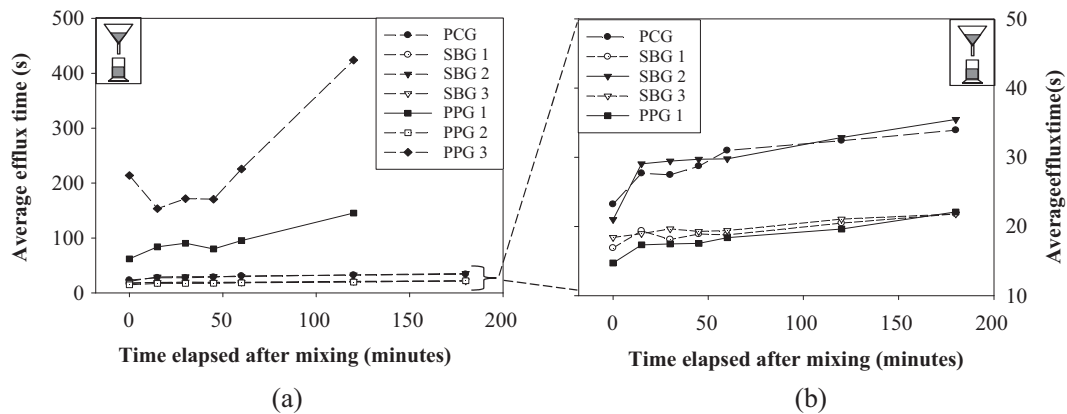 500
400
300
200
100
0
Average efflux time (s)
PCG
SBG 1
SBG 2
SBG 3
PPG 1
PPG 2
PPG 3
0
50
100
150
200
Time elapsed after mixing (minutes)
(a)
PCG
SBG 1
SBG 2
SBG 3
PPG 1
50
40
30
20
10
Averageeffluxtime(s)
0
50
100
150
200
Time elapsed after mixing (minutes)
(b)